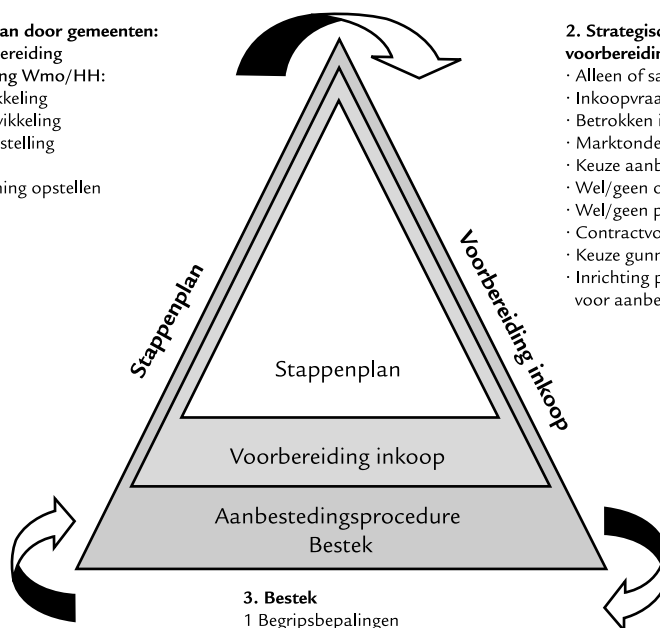 an door gemeenten:
ereiding
ng Wmo/HH:
keling
ikkeling
stelling
ning opstellen
2. Strategisc
voorbereidin
· Alleen of sa
· Inkoopvraa
· Betrokken i
· Marktonde
· Keuze aanb
· Wel/geen
· Wel/geen p
· Contractvo
· Keuze gunn
· Inrichting p
voor aanbe
Stappenplan
Voorbereiding inkoop
Stappenplan
Voorbereiding inkoop
Aanbestedingsprocedure
Bestek
3. Bestek
1 Begripsbepalingen